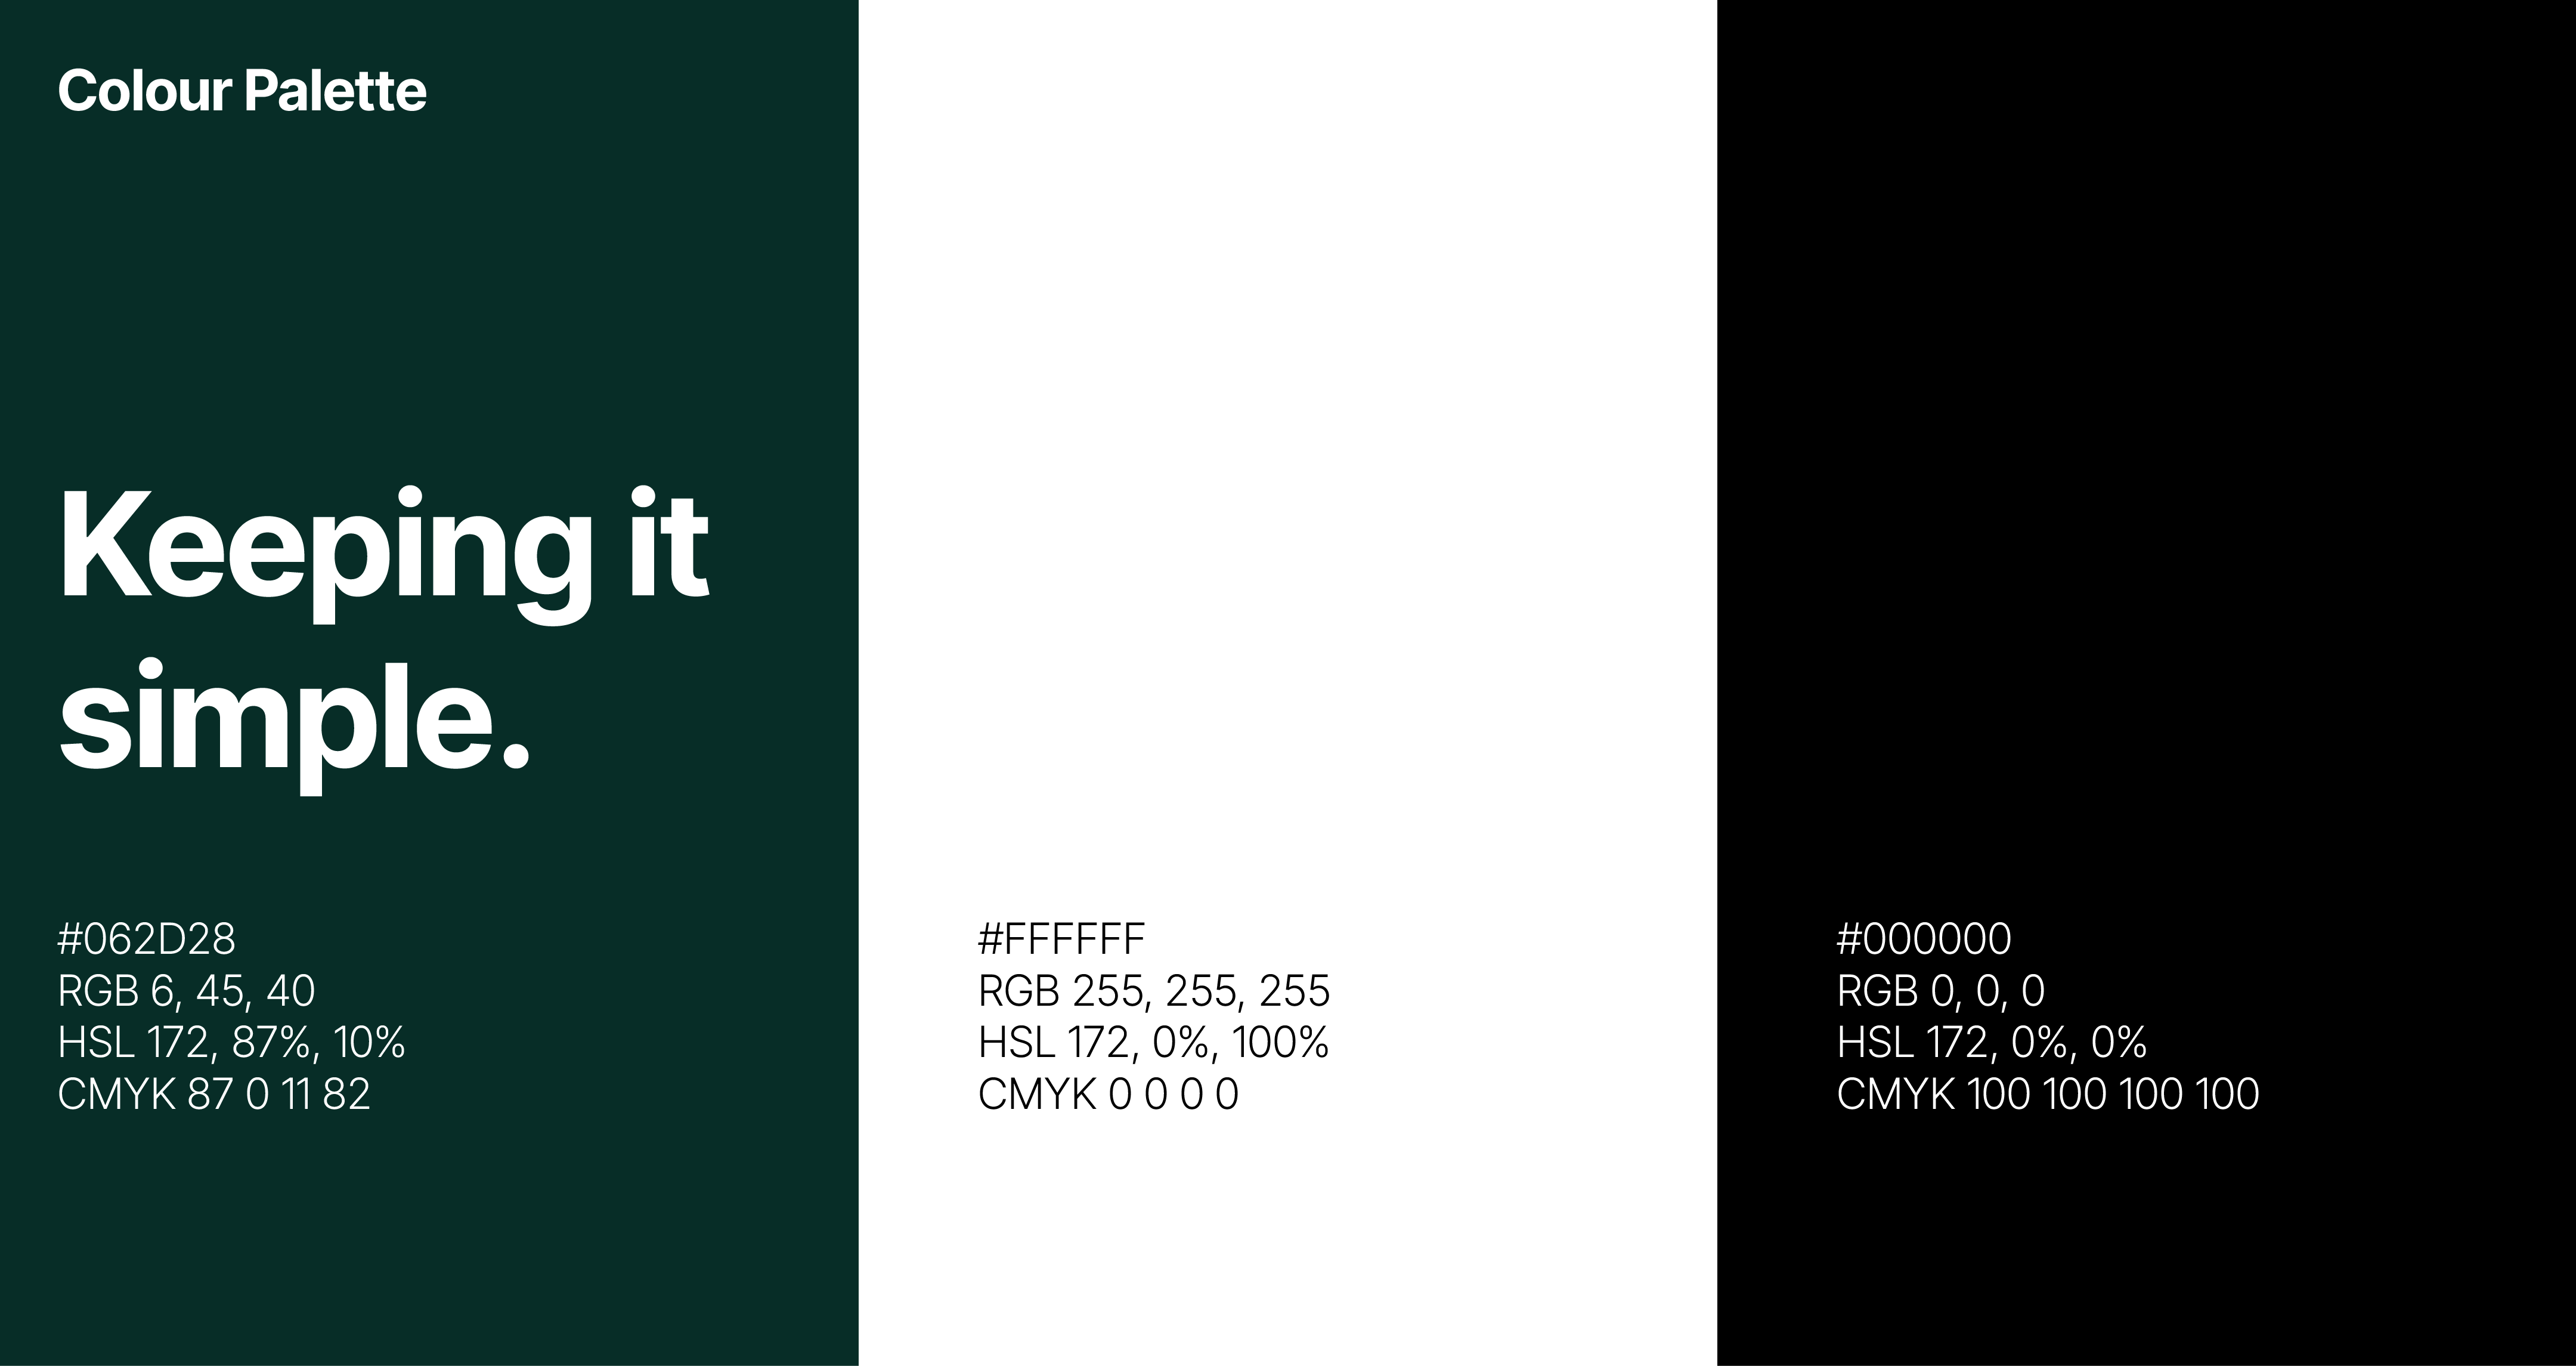 Colour Palette
Keeping it
simple.
#062D28
RGB 6, 45, 40
HSL 172, 87%, 10%
CMYK 87 0 11 82
#FFFFFF
RGB 255, 255, 255
HSL 172, 0%, 100%
CMYK 0 0 0 0
#000000
RGB 0, 0, 0
HSL 172, 0%, 0%
CMYK 100 100 100 100